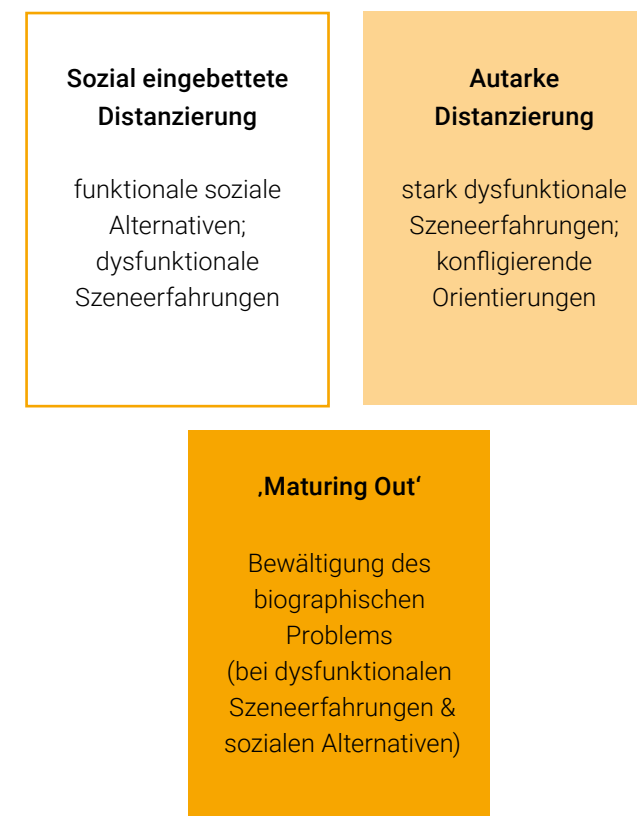 Sozial eingebettete
Distanzierung
funktionale soziale
Alternativen;
dysfunktionale
Szeneerfahrungen
Autarke
Distanzierung
stark dysfunktionale
Szeneerfahrungen;
konfligierende
Orientierungen
‚Maturing Out‘
Bewältigung des
biographischen
Problems
(bei dysfunktionalen
Szeneerfahrungen &
sozialen Alternativen)